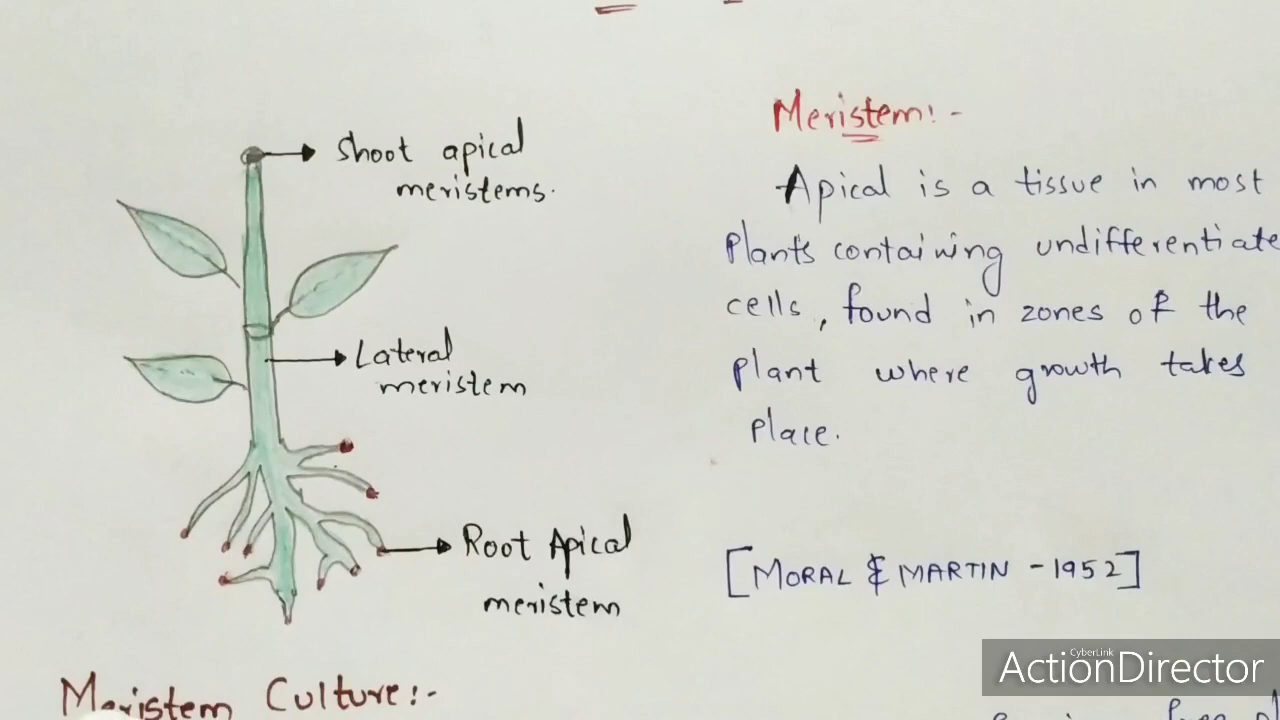 Shoot apical
meristems.
Lateral
meristem
Root Apical
meristem
Meristem Culture:-
Meristem:-
Apical is a tissue in most
plants containing undifferentiate
cells, found in zones of the
plant where growth takes
place.
[MORAL & MARTIN - 1952]
CyberLink
ActionDirector